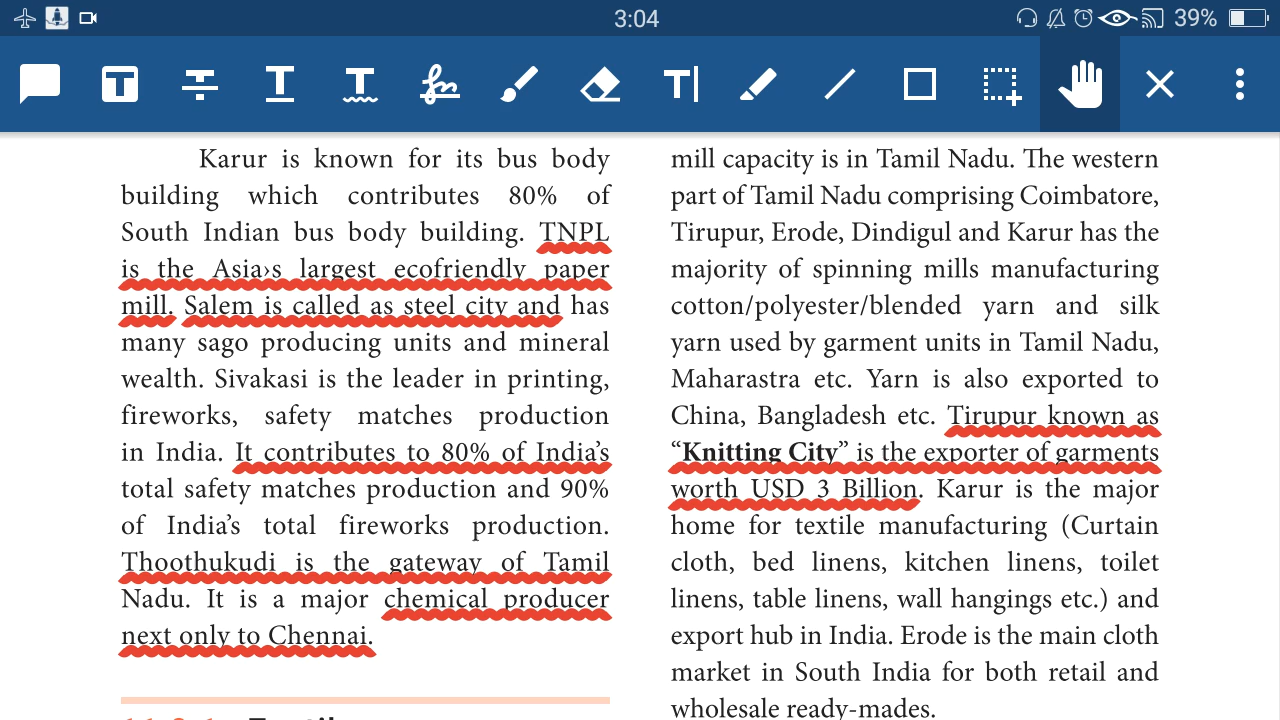 3:04
39%
Karur is known for its bus body
building which contributes 80% of
South Indian bus body building. TNPL
is the Asia›s largest ecofriendly paper
mill. Salem is called as steel city and has
many sago producing units and mineral
wealth. Sivakasi is the leader in printing,
fireworks, safety matches production
in India. It contributes to 80% of India’s
total safety matches production and 90%
of India’s total fireworks production.
Thoothukudi is the gateway of Tamil
Nadu. It is a major chemical producer
next only to Chennai.
mill capacity is in Tamil Nadu. The western
part of Tamil Nadu comprising Coimbatore,
Tirupur, Erode, Dindigul and Karur has the
majority of spinning mills manufacturing
cotton/polyester/blended yarn and silk
yarn used by garment units in Tamil Nadu,
Maharastra etc. Yarn is also exported to
China, Bangladesh etc. Tirupur known as
“Knitting City” is the exporter of garments
worth USD 3 Billion. Karur is the major
home for textile manufacturing (Curtain
cloth, bed linens, kitchen linens, toilet
linens, table linens, wall hangings etc.) and
export hub in India. Erode is the main cloth
market in South India for both retail and
wholesale ready-mades.